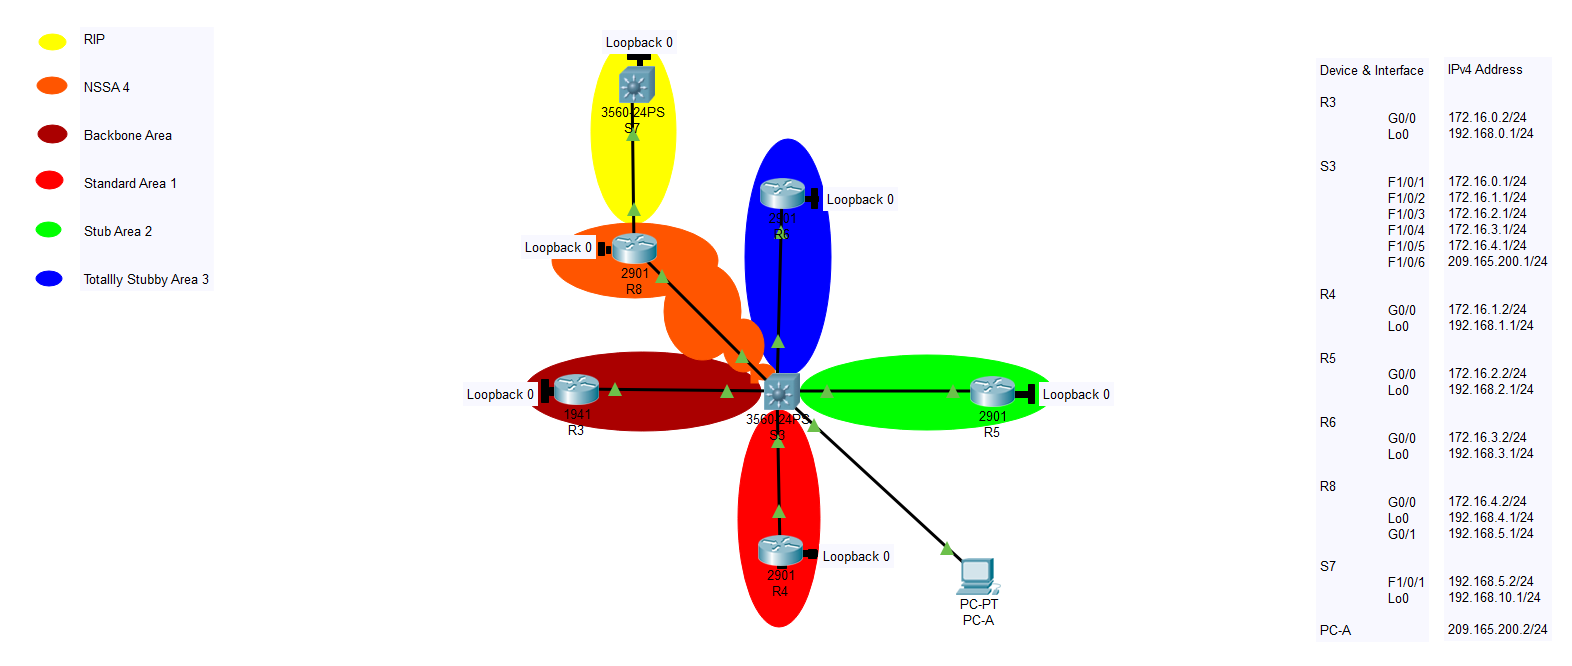 RIP
NSSA 4
Backbone Area
Standard Area 1
Stub Area 2
Totallly Stubby Area 3
Loopback 0
3560-24PS
S7
Loopback 0
2901
R6
Loopback 0
2901
R8
Loopback 0
1941
R3
3560-24PS
S3
Loopback 0
2901
R5
Loopback 0
2901
R4
PC-PT
PC-A
Device & Interface IPv4 Address
R3
G0/0 172.16.0.2/24
Lo0 192.168.0.1/24
S3
F1/0/1 172.16.0.1/24
F1/0/2 172.16.1.1/24
F1/0/3 172.16.2.1/24
F1/0/4 172.16.3.1/24
F1/0/5 172.16.4.1/24
F1/0/6 209.165.200.1/24
R4
G0/0 172.16.1.2/24
Lo0 192.168.1.1/24
R5
G0/0 172.16.2.2/24
Lo0 192.168.2.1/24
R6
G0/0 172.16.3.2/24
Lo0 192.168.3.1/24
R8
G0/0 172.16.4.2/24
Lo0 192.168.4.1/24
G0/1 192.168.5.1/24
S7
F1/0/1 192.168.5.2/24
Lo0 192.168.10.1/24
PC-A 209.165.200.2/24